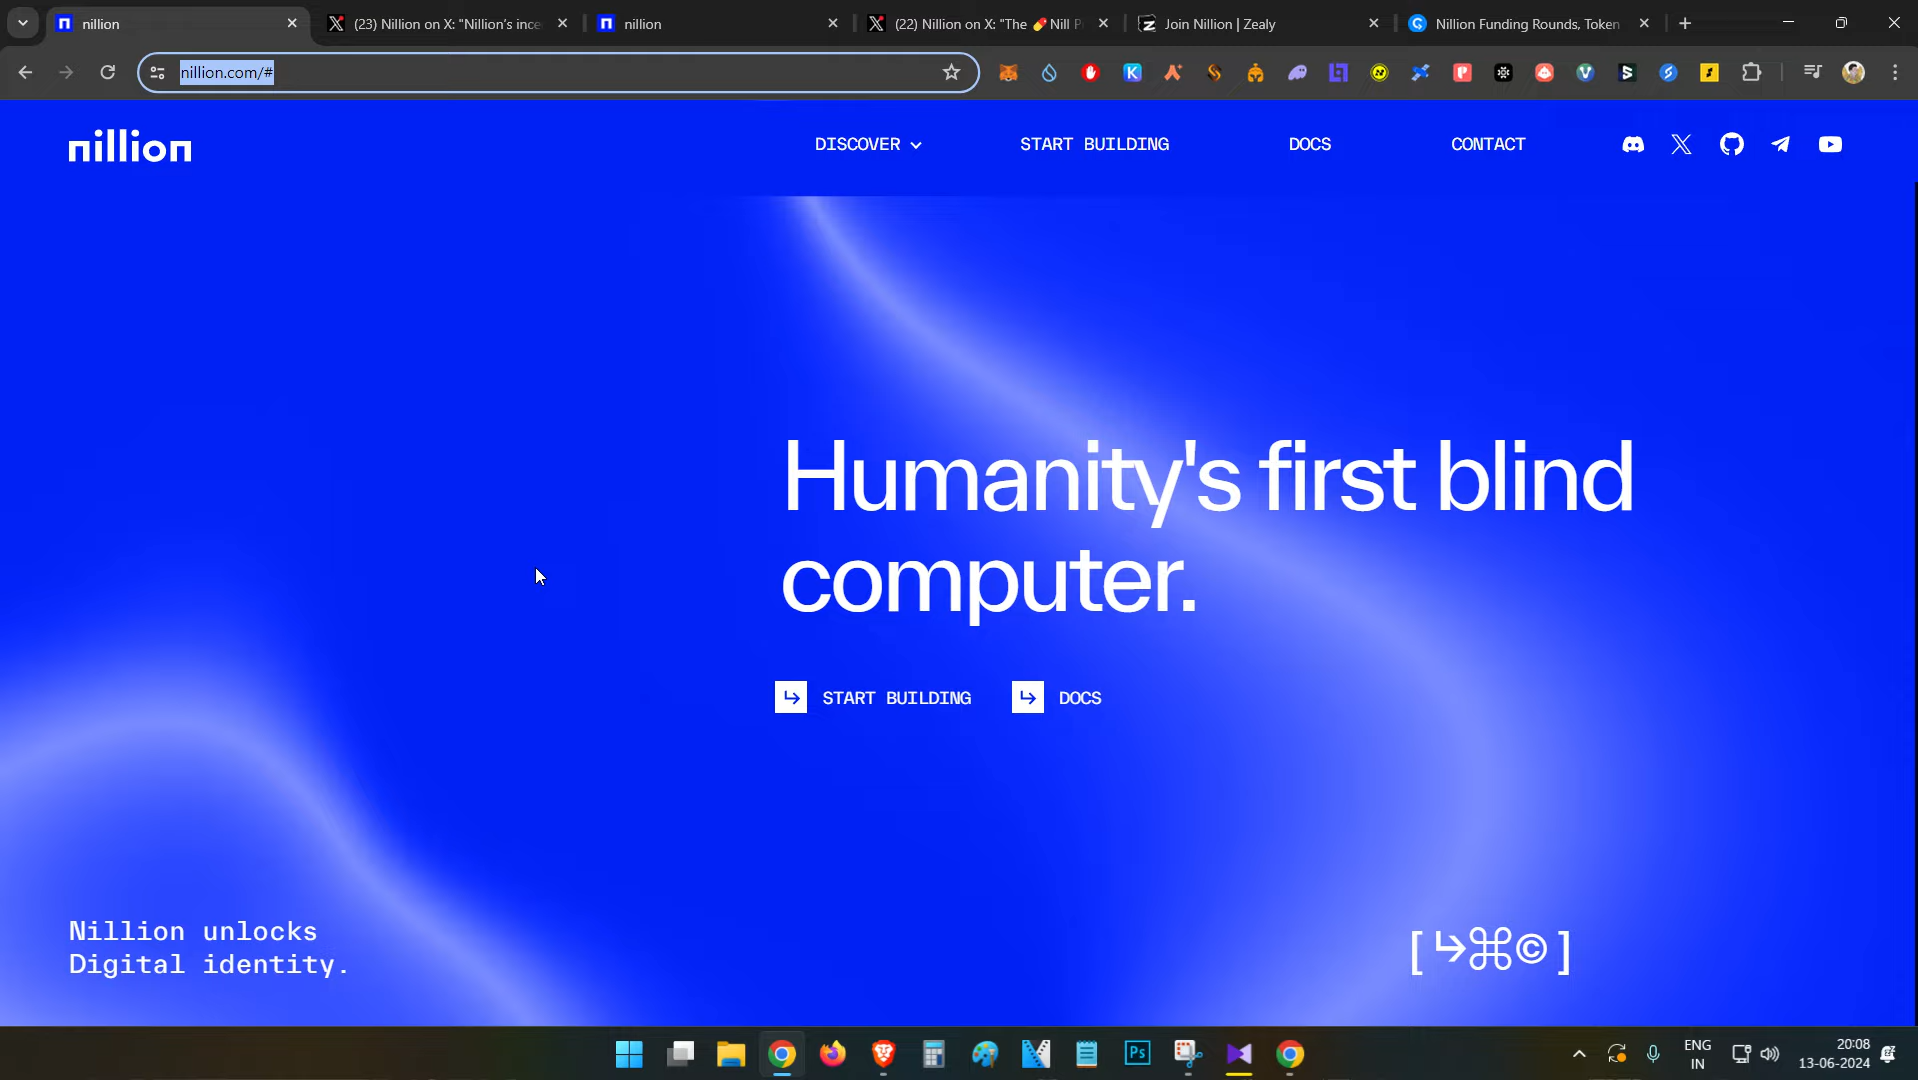 nillion
(23) Nillion on X: "Nillion's ince
nillion
(22) Nillion on X: "The 💊 Nill P
Join Nillion | Zealy
Nillion Funding Rounds, Token
nillion.com/#
nillion
DISCOVER
START BUILDING
DOCS
CONTACT
Humanity's first blind
computer.
START BUILDING
DOCS
Nillion unlocks
Digital identity.
[↳⌘©]
Ps
ENG
IN
20:08
13-06-2024